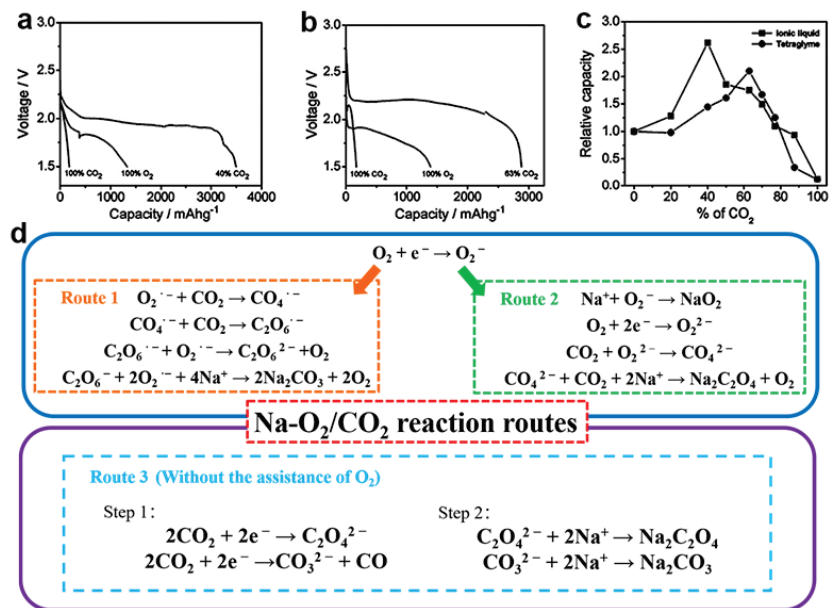 a
Voltage / V
3.0
2.5
2.0
1.5
100% CO₂
100% O₂
40% CO₂
0 1000 2000 3000 4000
Capacity / mAhg⁻¹
b
Voltage / V
3.0
2.5
2.0
1.5
100% CO₂
100% O₂
63% CO₂
0 1000 2000 3000
Capacity / mAhg⁻¹
c
Relative capacity
3.0
2.5
2.0
1.5
1.0
0.5
0.0
Ionic liquid
Tetraglyme
0 20 40 60 80 100
% of CO₂
d
O₂ + e⁻ → O₂⁻
Route 1 O₂·⁻ + CO₂ → CO₄·⁻
CO₄·⁻ + CO₂ → C₂O₆·⁻
C₂O₆·⁻ + O₂·⁻ → C₂O₆²⁻ + O₂
C₂O₆⁻ + 2O₂·⁻ + 4Na⁺ → 2Na₂CO₃ + 2O₂
Route 2 Na⁺ + O₂⁻ → NaO₂
O₂ + 2e⁻ → O₂²⁻
CO₂ + O₂²⁻ → CO₄²⁻
CO₄²⁻ + CO₂ + 2Na⁺ → Na₂C₂O₄ + O₂
Na-O₂/CO₂ reaction routes
Route 3 (Without the assistance of O₂)
Step 1:
2CO₂ + 2e⁻ → C₂O₄²⁻
2CO₂ + 2e⁻ → CO₃²⁻ + CO
Step 2:
C₂O₄²⁻ + 2Na⁺ → Na₂C₂O₄
CO₃²⁻ + 2Na⁺ → Na₂CO₃